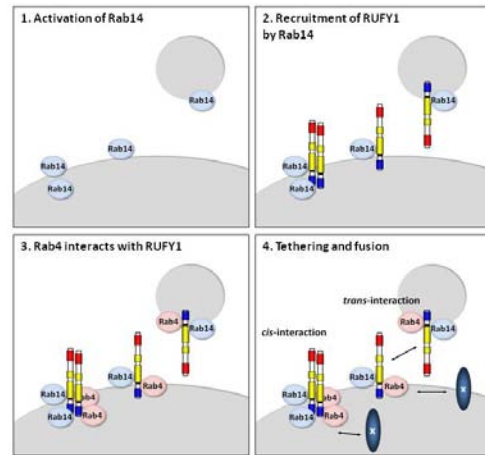 1. Activation of Rab14
Rab14
Rab14
Rab14
Rab14
2. Recruitment of RUFY1
by Rab14
Rab14
Rab14
Rab14
Rab14
3. Rab4 interacts with RUFY1
Rab4
Rab14
Rab14
Rab4
Rab14
Rab4
Rab14
Rab4
4. Tethering and fusion
trans-interaction
Rab4
Rab14
cis-interaction
Rab14
Rab4
X
Rab14
Rab4
Rab14
Rab4
X